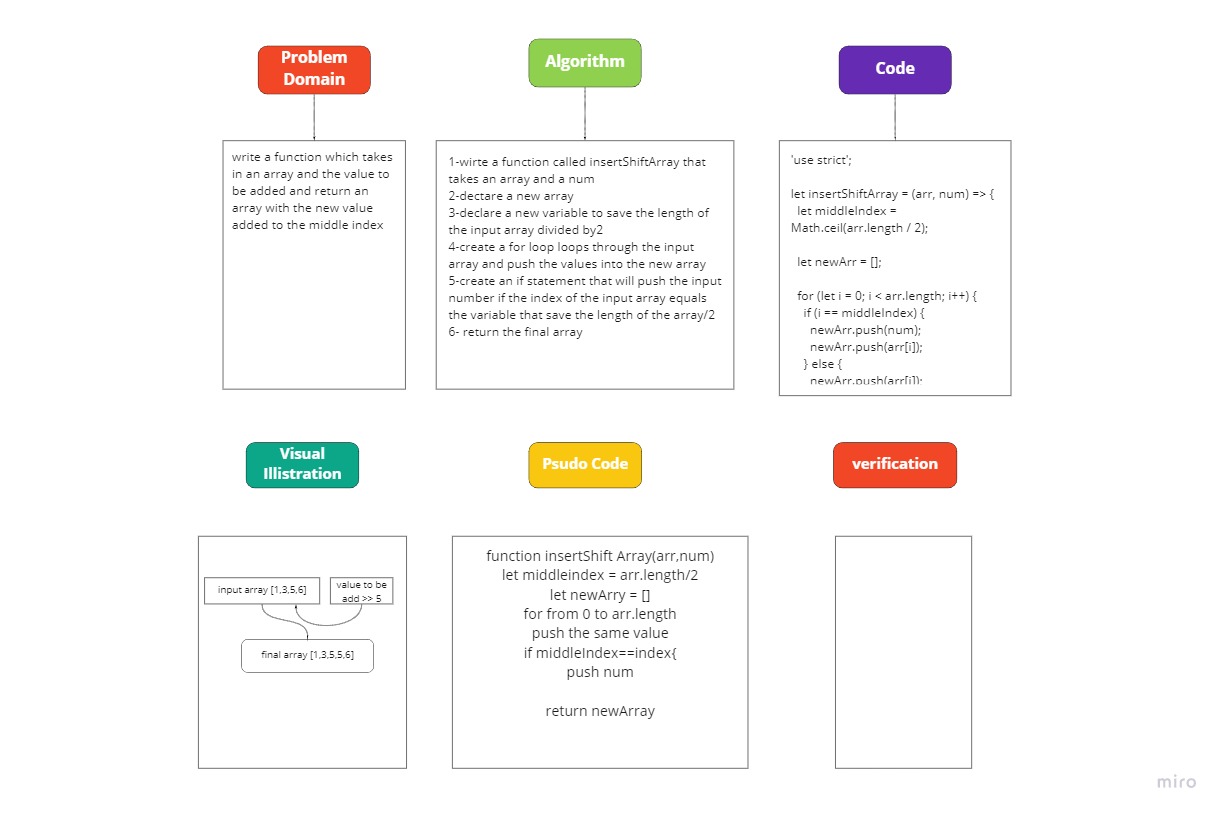 Problem
Domain
Algorithm
Code
write a function which takes
in an array and the value to
be added and return an
array with the new value
added to the middle index
1-wirte a function called insertShiftArray that
takes an array and a num
2-dectare a new array
3-declare a new variable to save the length of
the input array divided by2
4-create a for loop loops through the input
array and push the values into the new array
5-create an if statement that will push the input
number if the index of the input array equals
the variable that save the length of the array/2
6- return the final array
'use strict';
let insertShiftArray = (arr, num) => {
let middleIndex =
Math.ceil(arr.length / 2);
let newArr = [];
for (let i = 0; i < arr.length; i++) {
if (i == middleIndex) {
newArr.push(num);
newArr.push(arr[i]);
} else {
newArr.push(arr[i]);
Visual
Illistration
Psudo Code
verification
input array [1,3,5,6]
value to be
add >> 5
final array [1,3,5,5,6]
function insertShift Array(arr,num)
let middleindex = arr.length/2
let newArry = []
for from 0 to arr.length
push the same value
if middleIndex==index{
push num
return newArray
miro